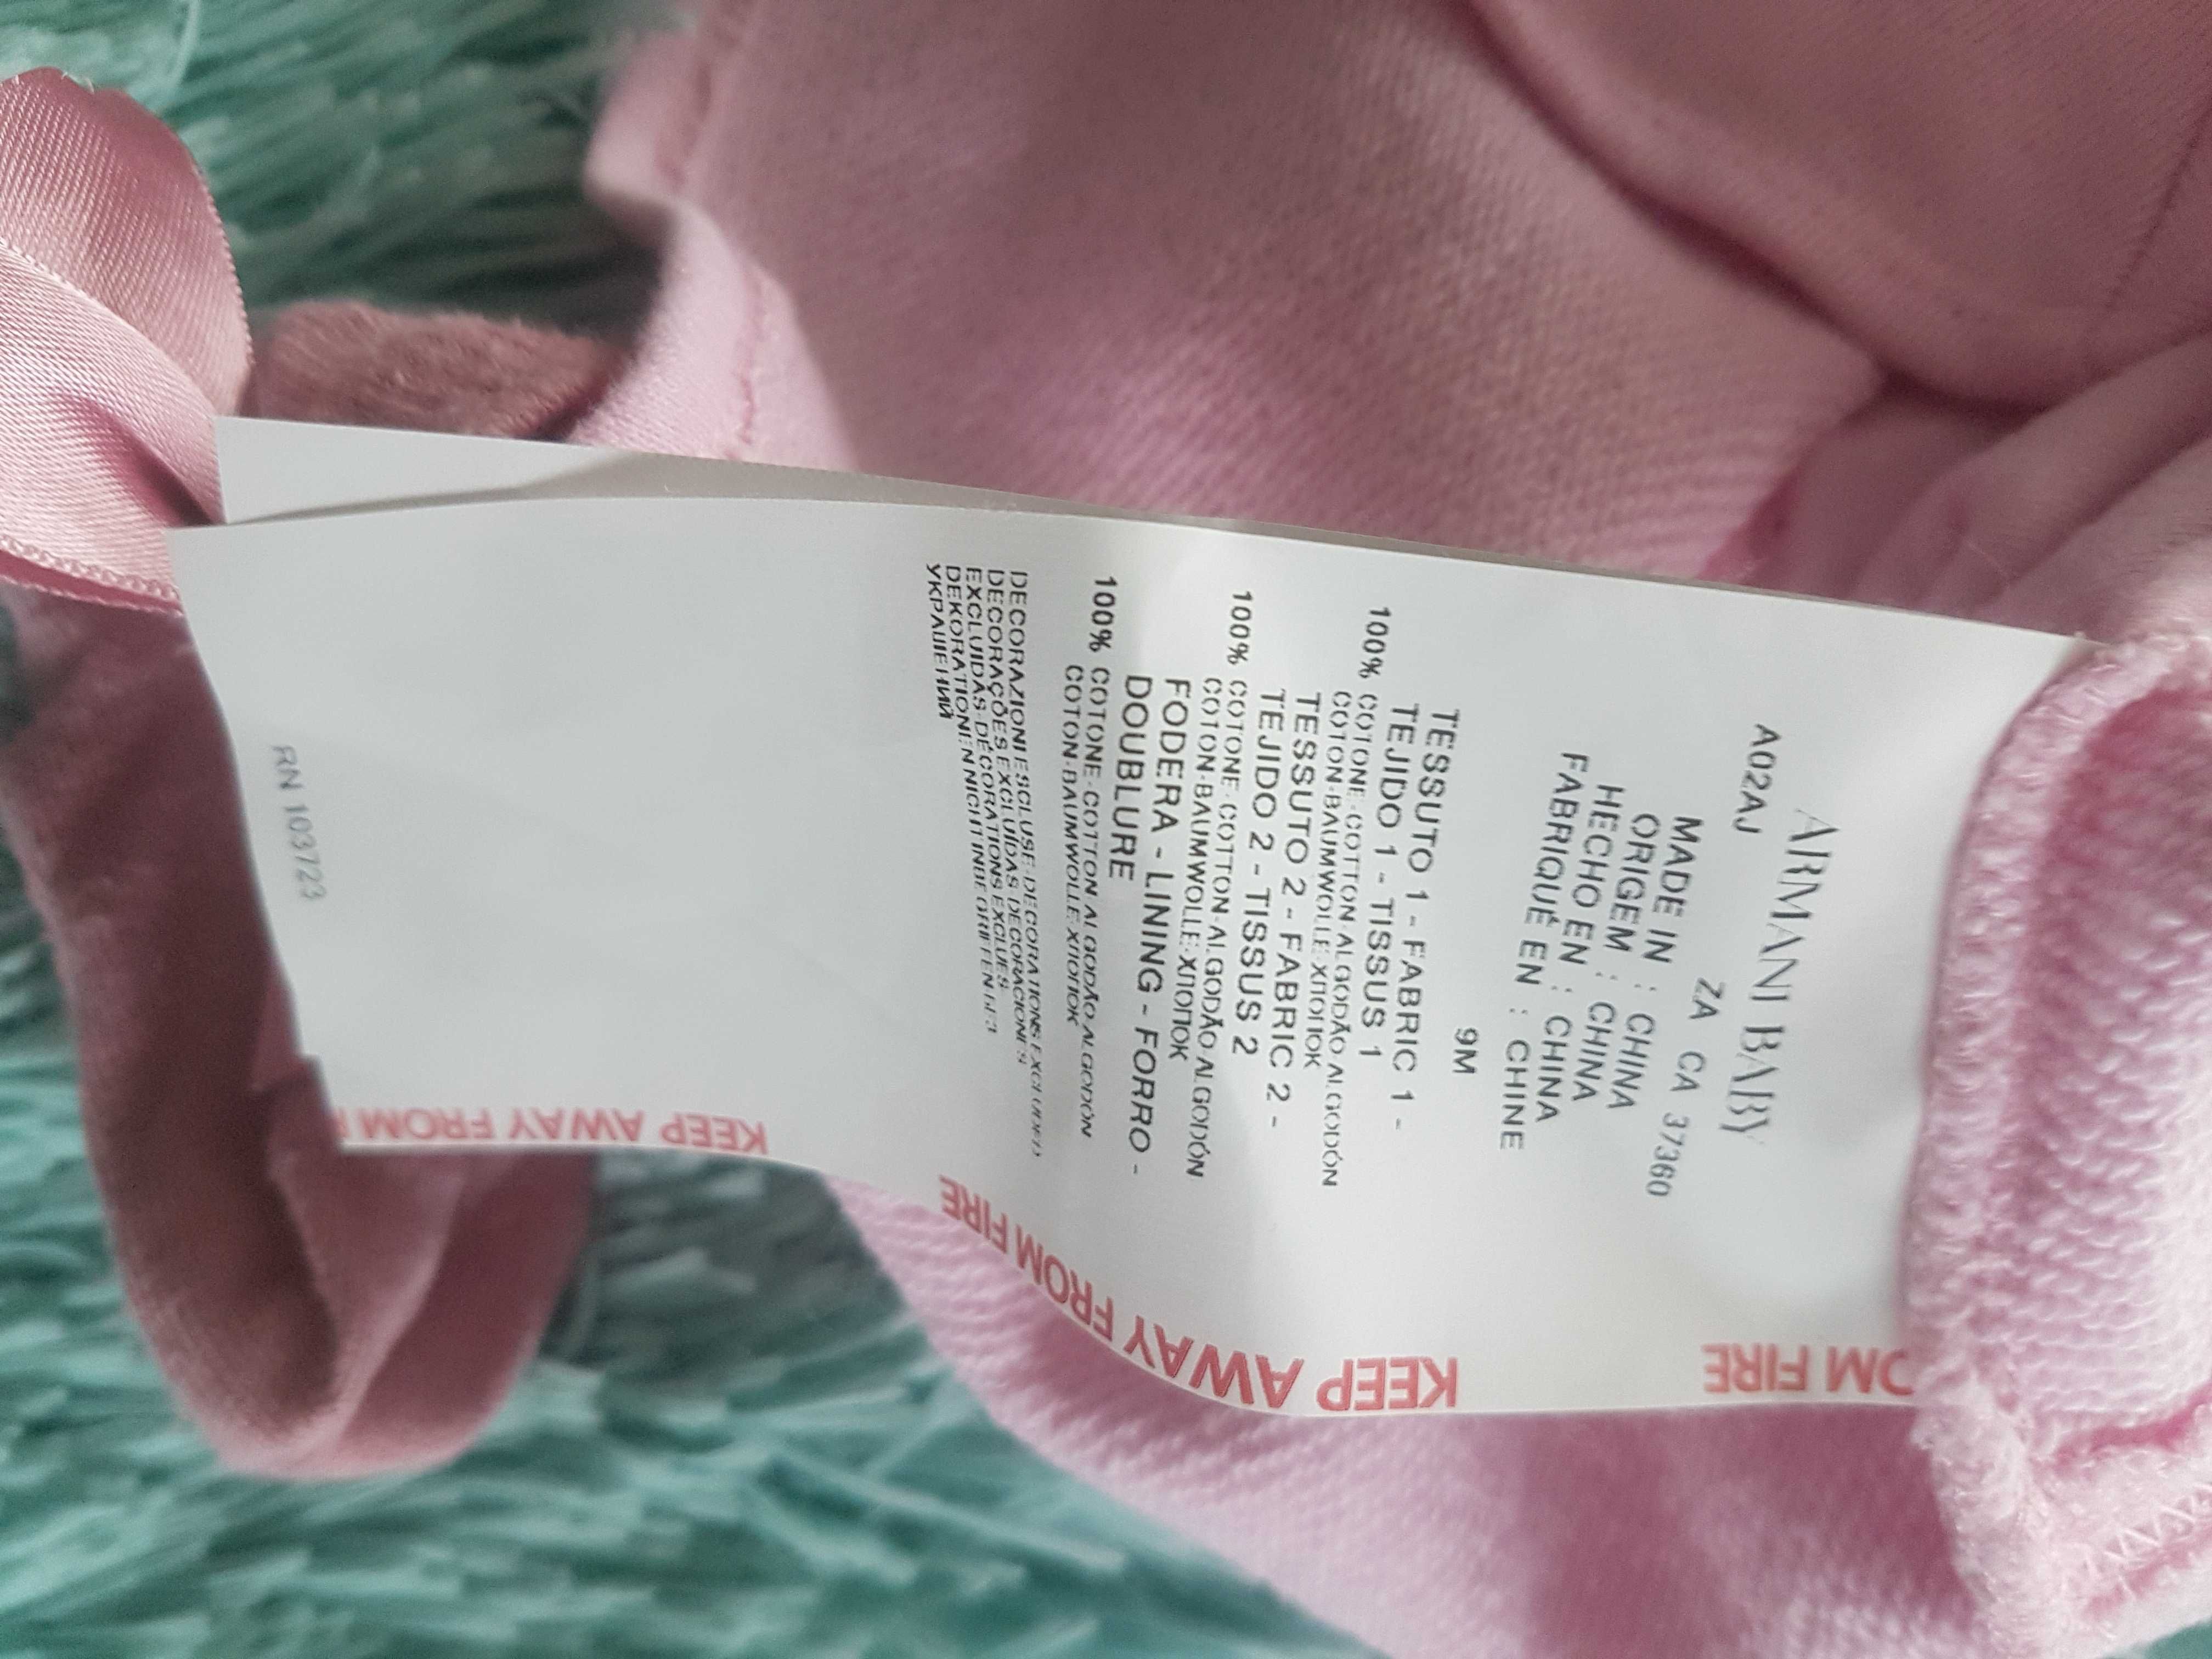 ARMANI BABY
A02AJ ZA CA 37360
MADE IN : CHINA
ORIGEM : CHINA
HECHO EN : CHINA
FABRIQUÉ EN : CHINE
9M
TESSUTO 1 - FABRIC 1 -
TEJIDO 1 - TISSUS 1
100% COTONE-COTTON-ALGODÃO-ALGODÓN
COTON-BAUMWOLLE-ХЛОПОК
TESSUTO 2 - FABRIC 2 -
TEJIDO 2 - TISSUS 2
100% COTONE-COTTON-ALGODÃO-ALGODÓN
COTON-BAUMWOLLE-ХЛОПОК
FODERA - LINING - FORRO -
DOUBLURE
100% COTONE-COTTON-ALGODÃO-ALGODÓN
COTON-BAUMWOLLE-ХЛОПОК
DECORAZIONI ESCLUSE-DECORATIONS EXCLUDED
DECORAÇÕES EXCLUÍDAS-DECORACIONES
EXCLUIDAS-DÉCORATIONS EXCLUES
DEKORATIONEN NICHT INBEGRIFFEN-БЕЗ
УКРАШЕНИЙ
RN 103723
OM FIRE
KEEP AWAY FROM FIRE
KEEP AWAY FROM